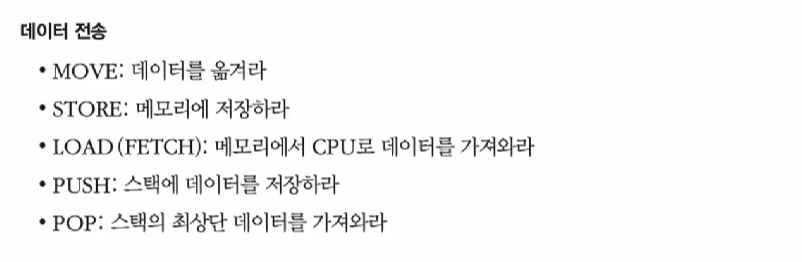 데이터 전송
• MOVE: 데이터를 옮겨라
• STORE: 메모리에 저장하라
• LOAD(FETCH): 메모리에서 CPU로 데이터를 가져와라
• PUSH: 스택에 데이터를 저장하라
• POP: 스택의 최상단 데이터를 가져와라